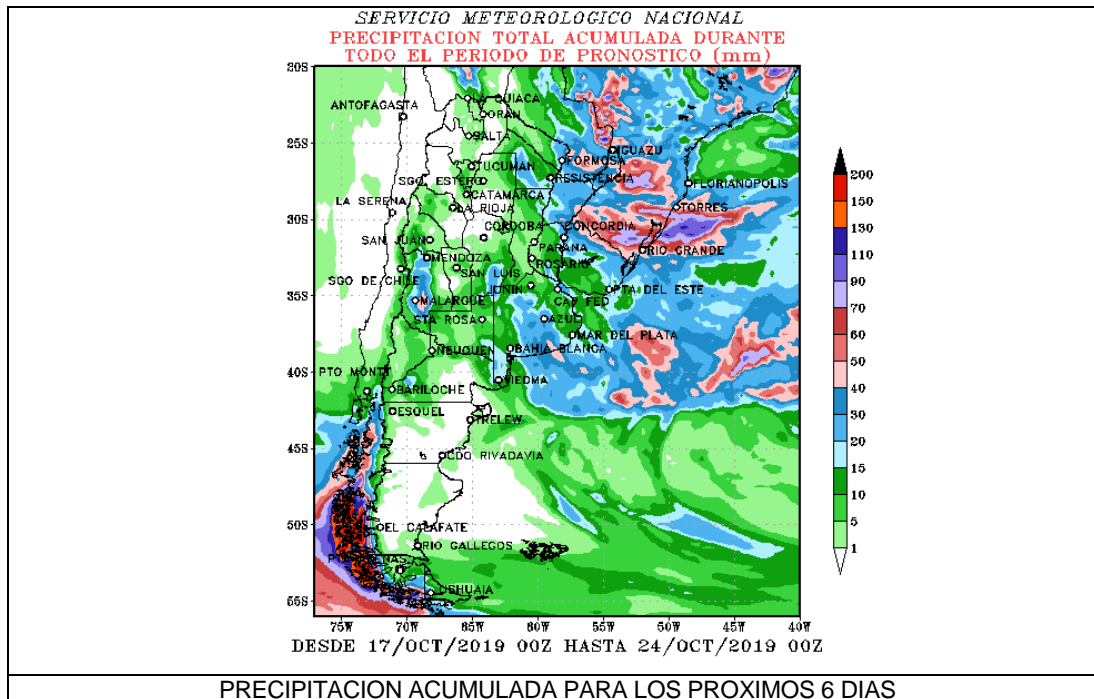 SERVICIO METEOROLOGICO NACIONAL
PRECIPITACION TOTAL ACUMULADA DURANTE
TODO EL PERIODO DE PRONOSTICO (mm)
20S
ANTOFAGASTA
LA QUIACA
ORAN
SALTA
25S
IGUAZU
TUCUMAN
FORMOSA
SGO. ESTERO
RESISTENCIA
FLORIANOPOLIS
CATAMARCA
LA SERENA
LA RIOJA
TORRES
30S
CORDOBA
CONCORDIA
SAN JUAN
PARANA
RIO GRANDE
MENDOZA
ROSARIO
SAN LUIS
SGO DE CHILE
JUNIN
35S
PTA DEL ESTE
MALARGUE
CAP FED
STA ROSA
AZUL
MAR DEL PLATA
NEUQUEN
BAHIA BLANCA
40S
PTO MONTT
VIEDMA
BARILOCHE
ESQUEL
TRELEW
45S
CDO RIVADAVIA
50S
EL CALAFATE
RIO GALLEGOS
USHUAIA
55S
75W 70W 65W 60W 55W 50W 45W 40W
200
150
130
110
90
70
60
50
40
30
20
15
10
5
1
DESDE 17/OCT/2019 00Z HASTA 24/OCT/2019 00Z
PRECIPITACION ACUMULADA PARA LOS PROXIMOS 6 DIAS